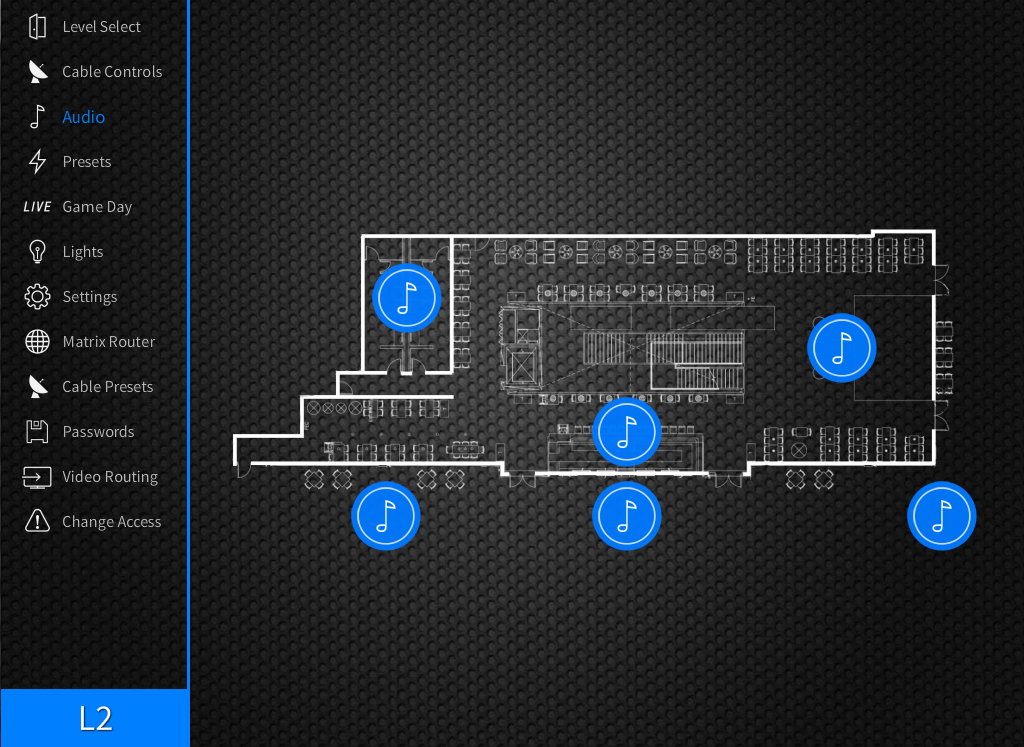 Level Select
Cable Controls
Audio
Presets
LIVE Game Day
Lights
Settings
Matrix Router
Cable Presets
Passwords
Video Routing
Change Access
L2